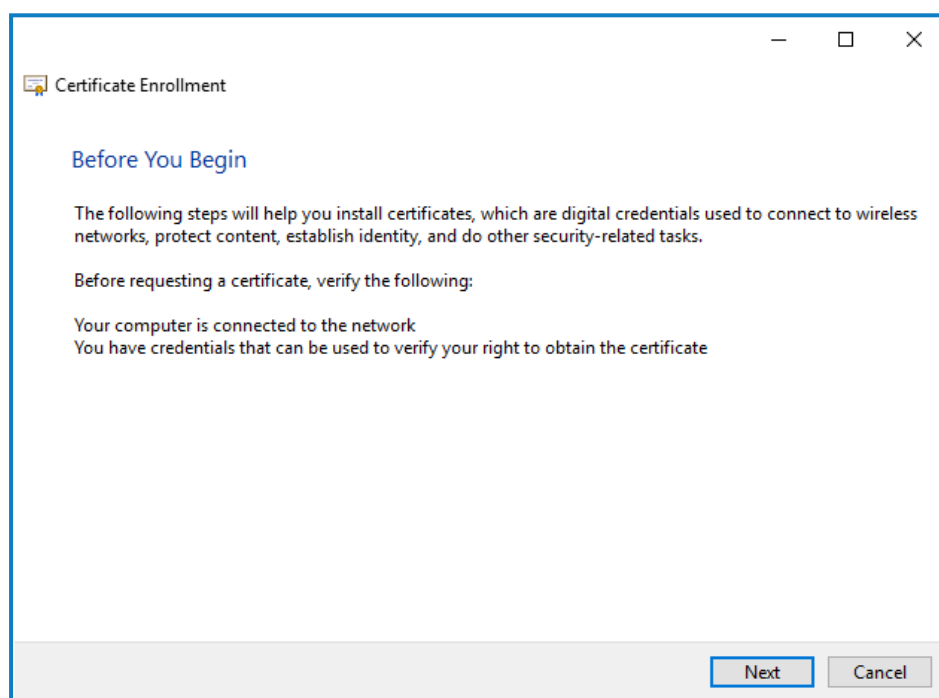 Certificate Enrollment
Before You Begin
The following steps will help you install certificates, which are digital credentials used to connect to wireless
networks, protect content, establish identity, and do other security-related tasks.
Before requesting a certificate, verify the following:
Your computer is connected to the network
You have credentials that can be used to verify your right to obtain the certificate
Next Cancel